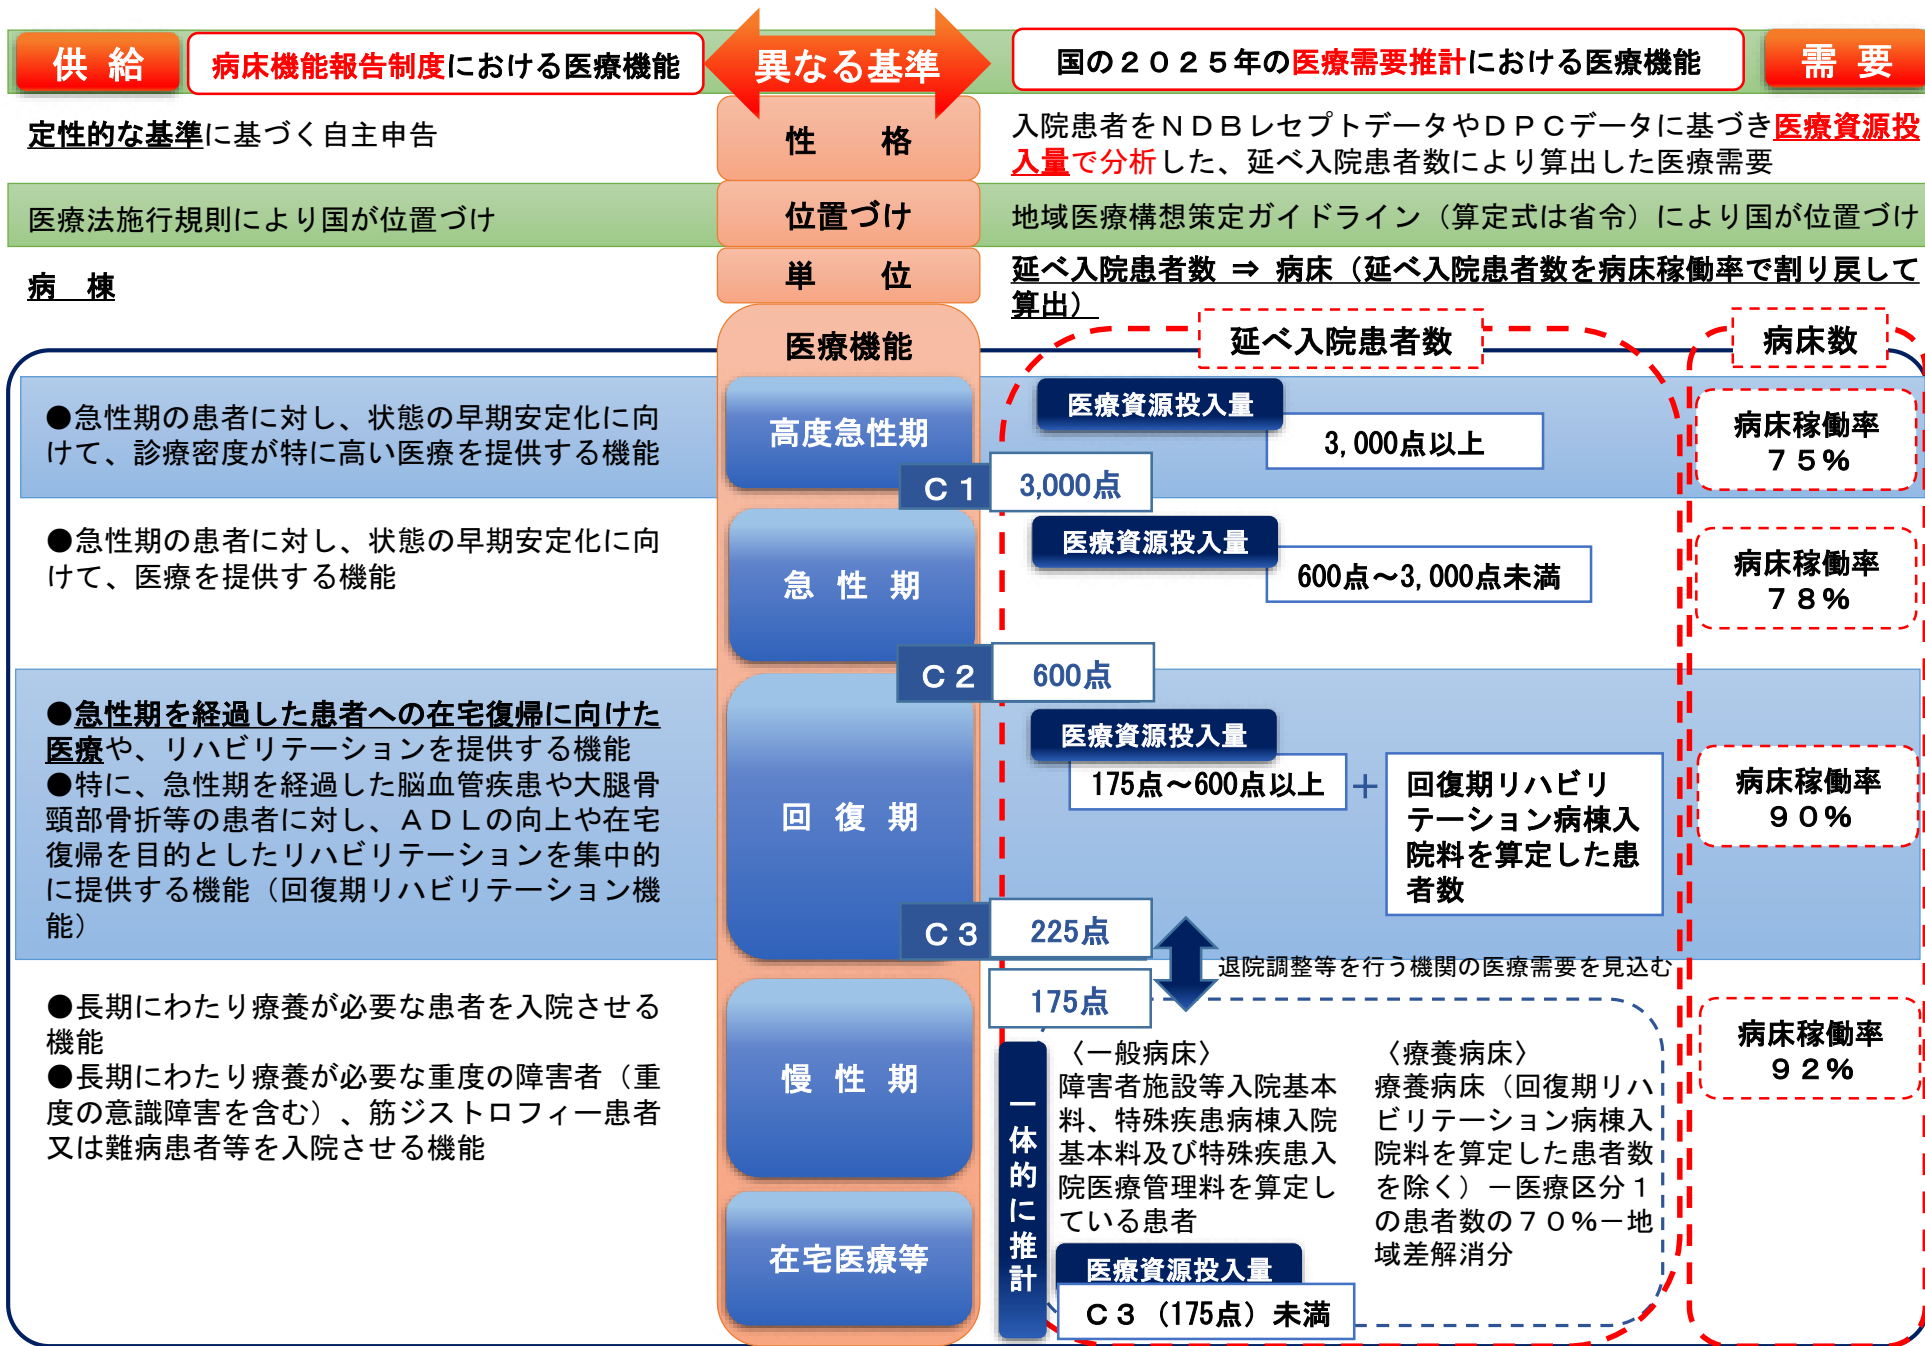 供 給
病床機能報告制度における医療機能
異なる基準
国の２０２５年の医療需要推計における医療機能
需 要
定性的な基準に基づく自主申告
性 格
入院患者をＮＤＢレセプトデータやＤＰＣデータに基づき医療資源投
入量で分析した、延べ入院患者数により算出した医療需要
医療法施行規則により国が位置づけ
位置づけ
地域医療構想策定ガイドライン（算定式は省令）により国が位置づけ
病 棟
単 位
延べ入院患者数 ⇒ 病床（延べ入院患者数を病床稼働率で割り戻して
算出）
医療機能
延べ入院患者数
病床数
●急性期の患者に対し、状態の早期安定化に向
けて、診療密度が特に高い医療を提供する機能
高度急性期
医療資源投入量
3,000点以上
病床稼働率
７５％
Ｃ１
3,000点
●急性期の患者に対し、状態の早期安定化に向
けて、医療を提供する機能
急 性 期
医療資源投入量
600点～3,000点未満
病床稼働率
７８％
Ｃ２
600点
●急性期を経過した患者への在宅復帰に向けた
医療や、リハビリテーションを提供する機能
●特に、急性期を経過した脳血管疾患や大腿骨
頸部骨折等の患者に対し、ＡＤＬの向上や在宅
復帰を目的としたリハビリテーションを集中的
に提供する機能（回復期リハビリテーション機
能）
回 復 期
医療資源投入量
175点～600点以上
＋
回復期リハビリ
テーション病棟入
院料を算定した患
者数
病床稼働率
９０％
Ｃ３
225点
退院調整等を行う機関の医療需要を見込む
175点
●長期にわたり療養が必要な患者を入院させる
機能
●長期にわたり療養が必要な重度の障害者（重
度の意識障害を含む）、筋ジストロフィー患者
又は難病患者等を入院させる機能
慢 性 期
在宅医療等
一体的に推計
〈一般病床〉
障害者施設等入院基本
料、特殊疾患病棟入院
基本料及び特殊疾患入
院医療管理料を算定し
ている患者
〈療養病床〉
療養病床（回復期リハ
ビリテーション病棟入
院料を算定した患者数
を除く）－医療区分１
の患者数の７０％－地
域差解消分
医療資源投入量
Ｃ３（175点）未満
病床稼働率
９２％